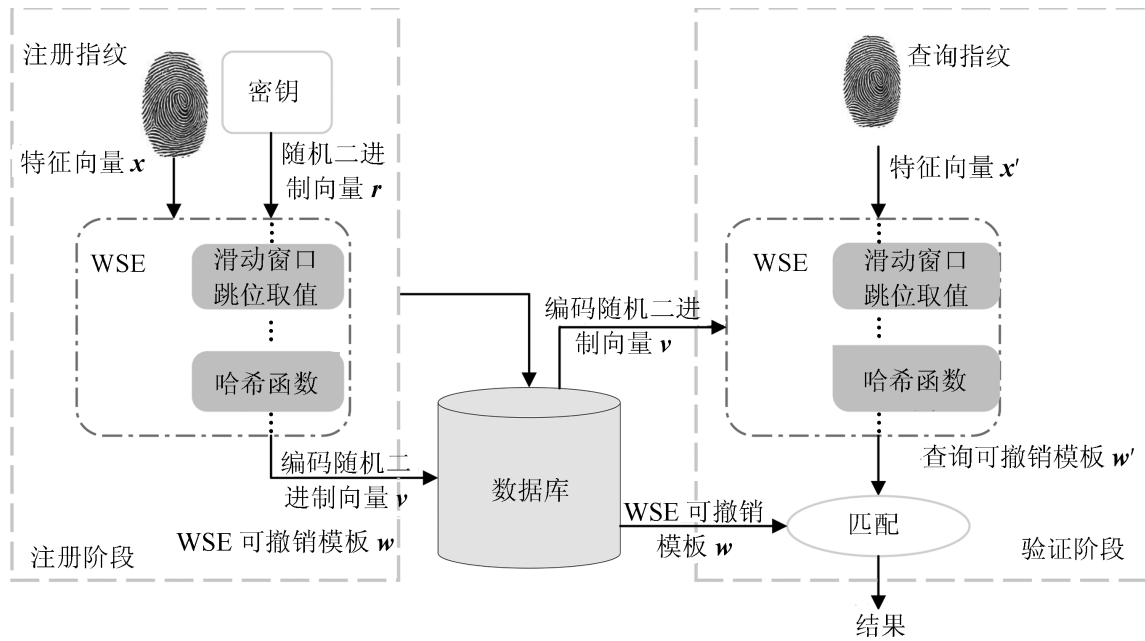 注册指纹
密钥
特征向量 x
随机二进
制向量 r
WSE
滑动窗口
跳位取值
哈希函数
编码随机二
进制向量 v
WSE 可撤销模板 w
注册阶段
数据库
编码随机二进
制向量 v
WSE 可撤销
模板 w
查询指纹
特征向量 x′
WSE
滑动窗口
跳位取值
哈希函数
查询可撤销模板 w′
匹配
验证阶段
结果